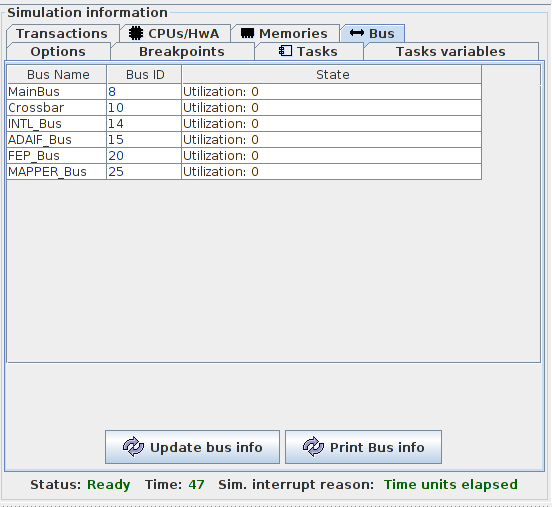 Simulation information
Transactions CPUs/HwA Memories Bus
Options Breakpoints Tasks Tasks variables
Bus Name Bus ID State
MainBus 8 Utilization: 0
Crossbar 10 Utilization: 0
INTL_Bus 14 Utilization: 0
ADAIF_Bus 15 Utilization: 0
FEP_Bus 20 Utilization: 0
MAPPER_Bus 25 Utilization: 0
Update bus info Print Bus info
Status: Ready Time: 47 Sim. interrupt reason: Time units elapsed